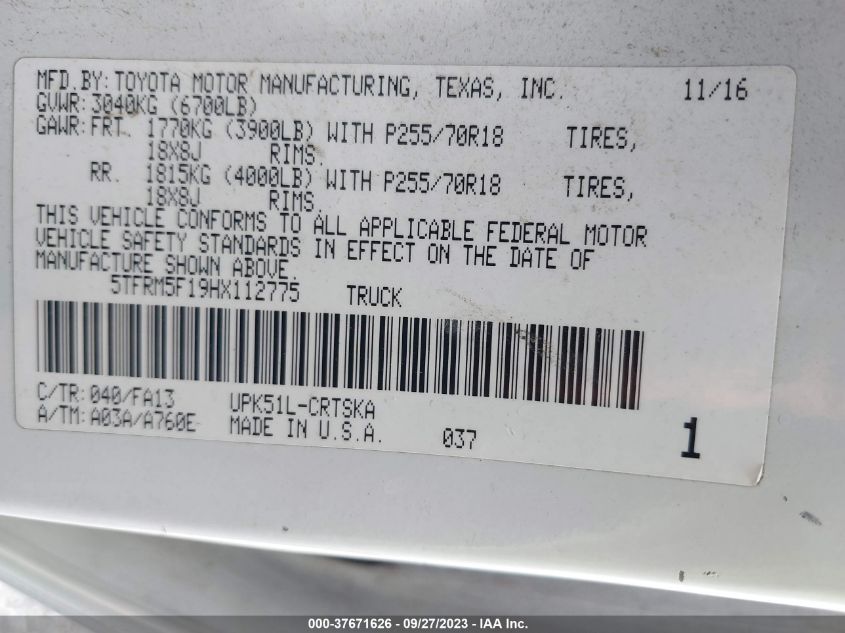 MFD.BY:TOYOTA MOTOR MANUFACTURING, TEXAS, INC. 11/16
GVWR:3040KG (6700LB)
GAWR:FRT. 1770KG (3900LB) WITH P255/70R18 TIRES,
18X8J RIMS,
RR. 1815KG (4000LB) WITH P255/70R18 TIRES,
18X8J RIMS,
THIS VEHICLE CONFORMS TO ALL APPLICABLE FEDERAL MOTOR
VEHICLE SAFETY STANDARDS IN EFFECT ON THE DATE OF
MANUFACTURE SHOWN ABOVE.
5TFRM5F19HX112775 TRUCK
C/TR:040/FA13 UPK51L-CRTSKA
A/TM:A03A/A760E MADE IN U.S.A. 037 1
000-37671626 - 09/27/2023 - IAA Inc.